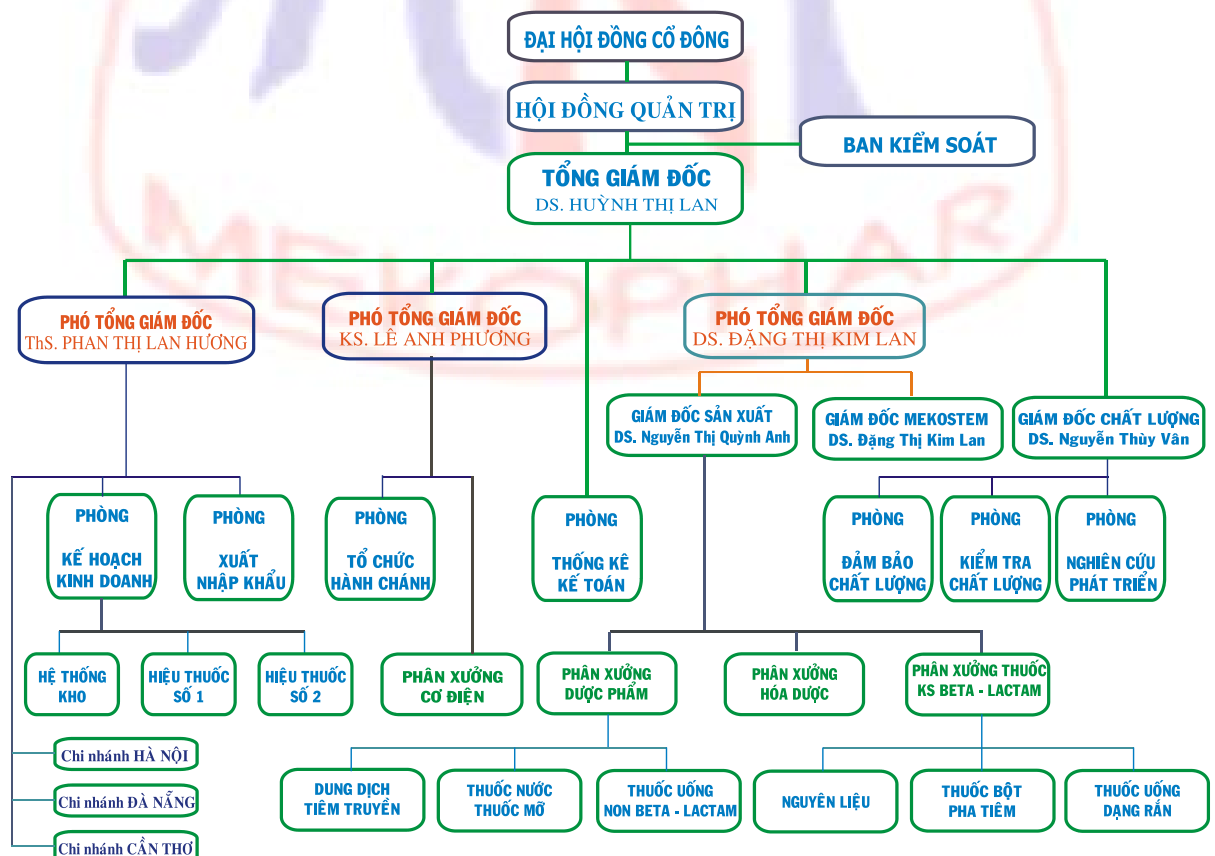 ĐẠI HỘI ĐỒNG CỔ ĐÔNG
HỘI ĐỒNG QUẢN TRỊ
BAN KIỂM SOÁT
TỔNG GIÁM ĐỐC
DS. HUỲNH THỊ LAN
MEKOPHAR
PHÓ TỔNG GIÁM ĐỐC
ThS. PHAN THỊ LAN HƯƠNG
PHÓ TỔNG GIÁM ĐỐC
KS. LÊ ANH PHƯƠNG
PHÓ TỔNG GIÁM ĐỐC
DS. ĐẶNG THỊ KIM LAN
GIÁM ĐỐC SẢN XUẤT
DS. Nguyễn Thị Quỳnh Anh
GIÁM ĐỐC MEKOSTEM
DS. Đặng Thị Kim Lan
GIÁM ĐỐC CHẤT LƯỢNG
DS. Nguyễn Thùy Vân
PHÒNG
KẾ HOẠCH
KINH DOANH
PHÒNG
XUẤT
NHẬP KHẨU
PHÒNG
TỔ CHỨC
HÀNH CHÁNH
PHÒNG
THỐNG KÊ
KẾ TOÁN
PHÒNG
ĐẢM BẢO
CHẤT LƯỢNG
PHÒNG
KIỂM TRA
CHẤT LƯỢNG
PHÒNG
NGHIÊN CỨU
PHÁT TRIỂN
HỆ THỐNG
KHO
HIỆU THUỐC
SỐ 1
HIỆU THUỐC
SỐ 2
PHÂN XƯỞNG
CƠ ĐIỆN
PHÂN XƯỞNG
DƯỢC PHẨM
PHÂN XƯỞNG
HÓA DƯỢC
PHÂN XƯỞNG THUỐC
KS BETA - LACTAM
Chi nhánh HÀ NỘI
Chi nhánh ĐÀ NẴNG
Chi nhánh CẦN THƠ
DUNG DỊCH
TIÊM TRUYỀN
THUỐC NƯỚC
THUỐC MỠ
THUỐC UỐNG
NON BETA - LACTAM
NGUYÊN LIỆU
THUỐC BỘT
PHA TIÊM
THUỐC UỐNG
DẠNG RẮN